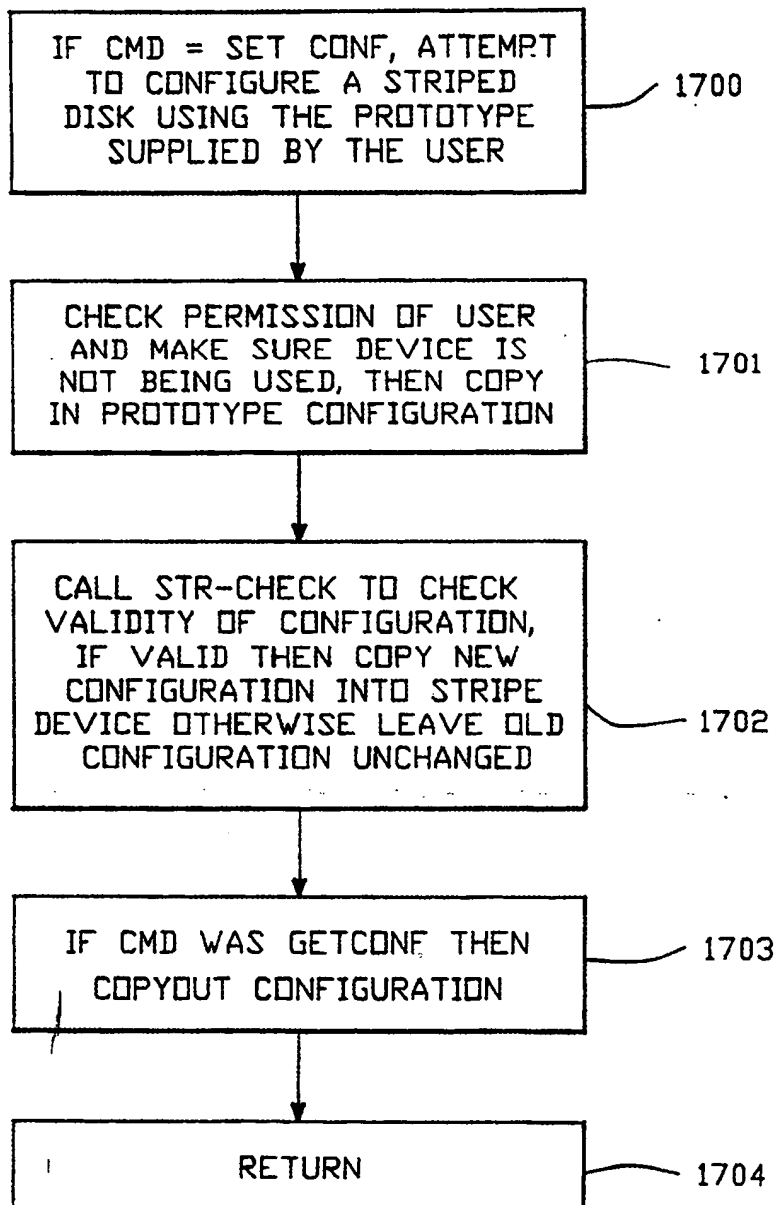 IF CMD = SET CONF, ATTEMPT
TO CONFIGURE A STRIPED
DISK USING THE PROTOTYPE
SUPPLIED BY THE USER
1700
CHECK PERMISSION OF USER
AND MAKE SURE DEVICE IS
NOT BEING USED, THEN COPY
IN PROTOTYPE CONFIGURATION
1701
CALL STR-CHECK TO CHECK
VALIDITY OF CONFIGURATION,
IF VALID THEN COPY NEW
CONFIGURATION INTO STRIPE
DEVICE OTHERWISE LEAVE OLD
CONFIGURATION UNCHANGED
1702
IF CMD WAS GETCONF THEN
COPYOUT CONFIGURATION
1703
RETURN
1704